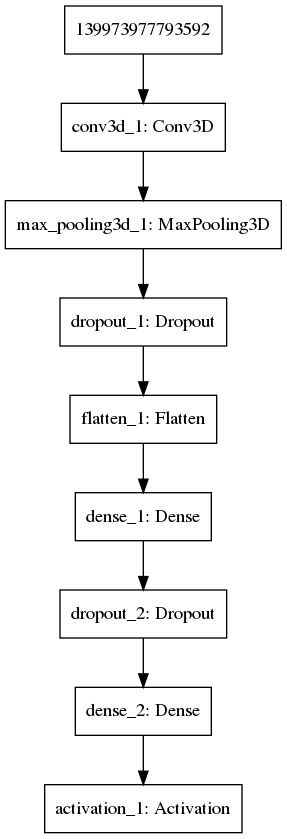 139973977793592
conv3d_1: Conv3D
max_pooling3d_1: MaxPooling3D
dropout_1: Dropout
flatten_1: Flatten
dense_1: Dense
dropout_2: Dropout
dense_2: Dense
activation_1: Activation